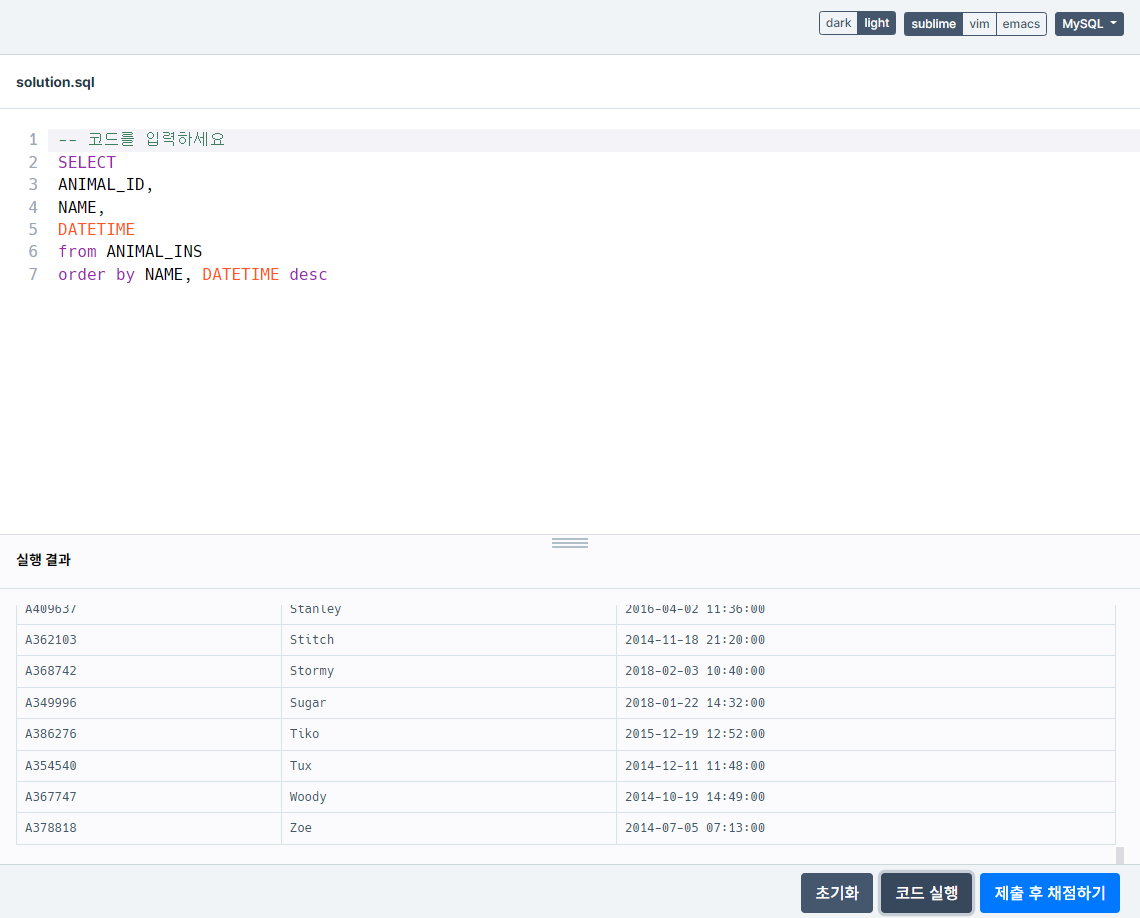 dark light sublime vim emacs MySQL
solution.sql
1 -- 코드를 입력하세요
2 SELECT
3 ANIMAL_ID,
4 NAME,
5 DATETIME
6 from ANIMAL_INS
7 order by NAME, DATETIME desc
실행 결과
A409637 Stanley 2016-04-02 11:36:00
A362103 Stitch 2014-11-18 21:20:00
A368742 Stormy 2018-02-03 10:40:00
A349996 Sugar 2018-01-22 14:32:00
A386276 Tiko 2015-12-19 12:52:00
A354540 Tux 2014-12-11 11:48:00
A367747 Woody 2014-10-19 14:49:00
A378818 Zoe 2014-07-05 07:13:00
초기화 코드 실행 제출 후 채점하기